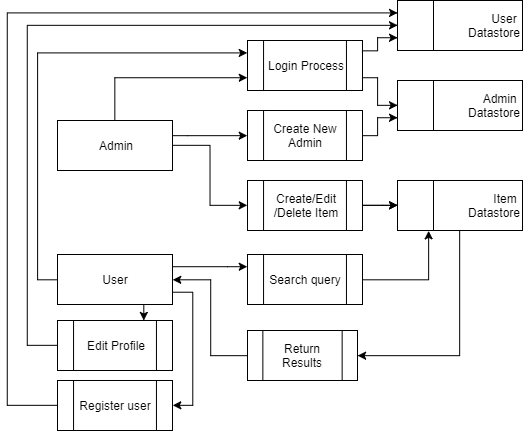 User
Datastore
Login Process
Admin
Datastore
Create New
Admin
Admin
Create/Edit
/Delete Item
Item
Datastore
User
Search query
Edit Profile
Return
Results
Register user